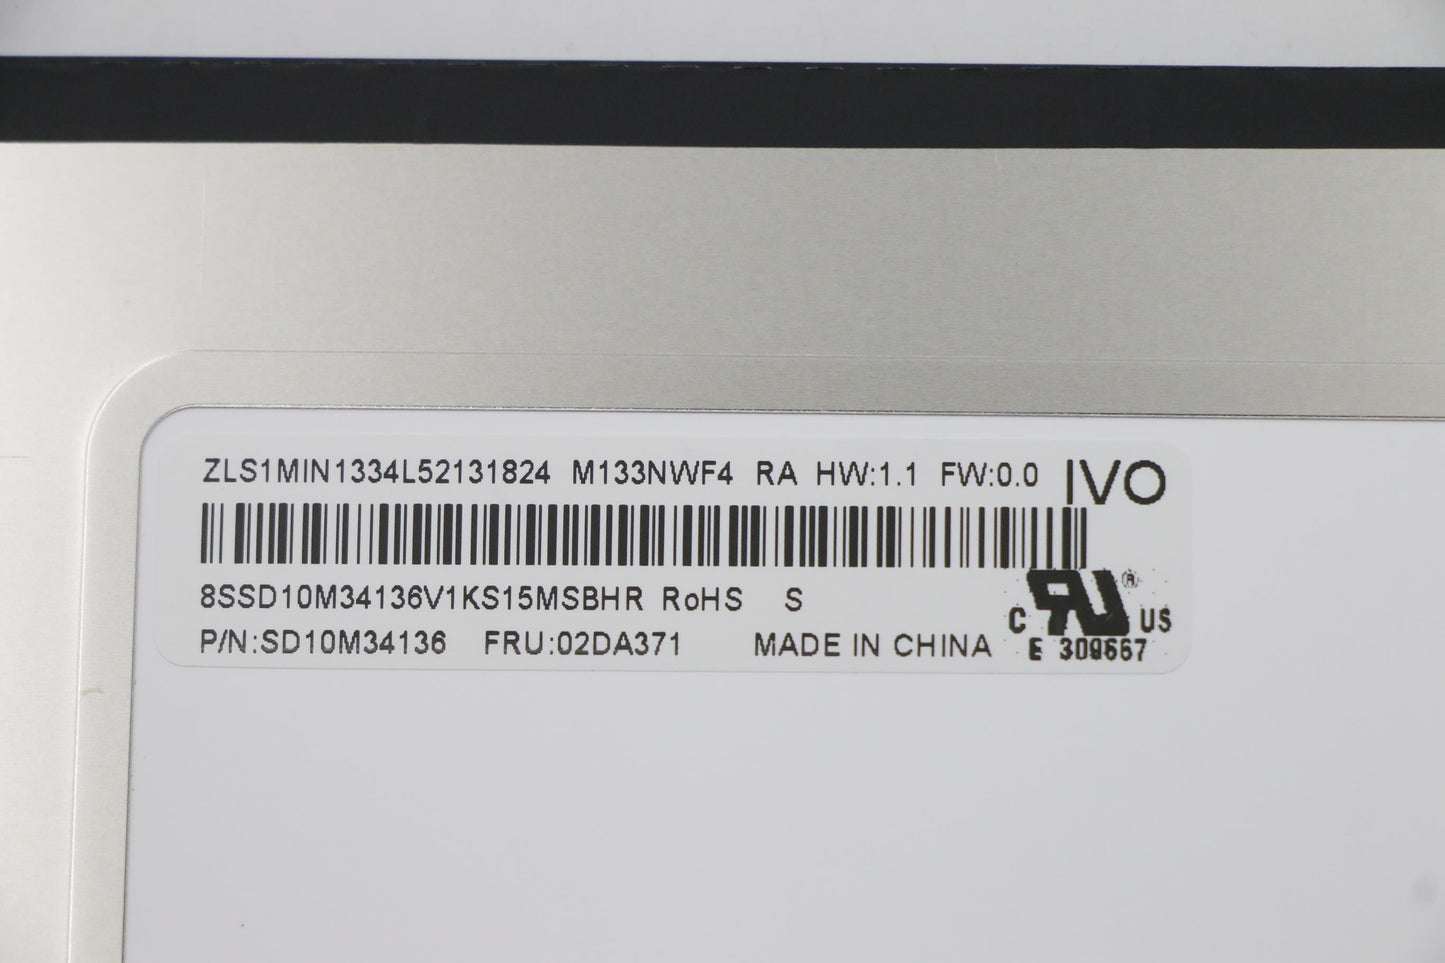 ZLS1MIN1334L52131824 M133NWF4 RA HW:1.1 FW:0.0 IVO
8SSD10M34136V1KS15MSBHR RoHS S
P/N:SD10M34136 FRU:02DA371 MADE IN CHINA
C RU ® US
E 309667